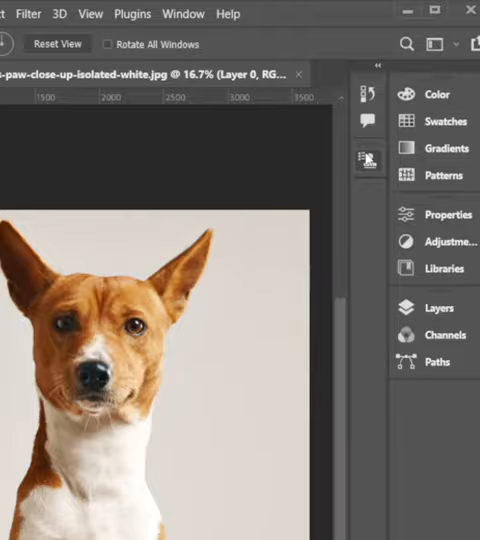 Filter 3D View Plugins Window Help
Reset View Rotate All Windows
-paw-close-up-isolated-white.jpg @ 16.7% (Layer 0, RG... ×
1500 2000 2500 3000 3500
Color
Swatches
Gradients
Patterns
Properties
Adjustme...
Libraries
Layers
Channels
Paths